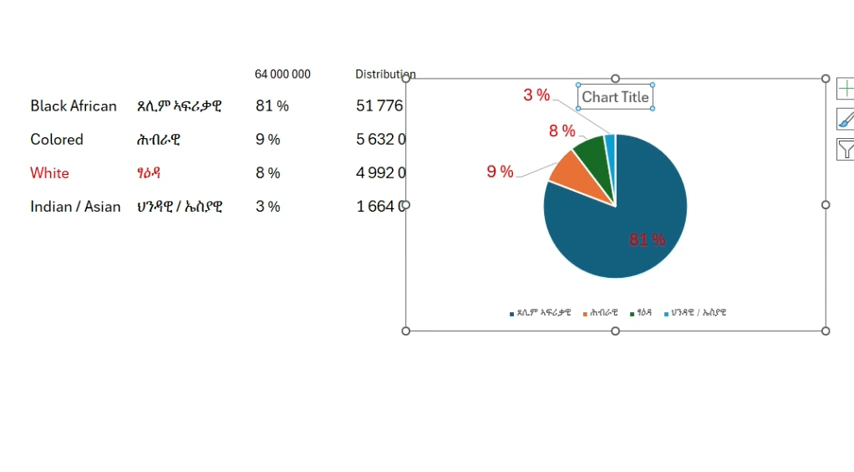 64 000 000 Distribution
Black African ጸሊም ኣፍሪቃዊ 81 % 51 776
Colored ሕብራዊ 9 % 5 632 0
White ፃዕዳ 8 % 4 992 0
Indian / Asian ህንዳዊ / ኤስያዊ 3 % 1 664 0
Chart Title
3 %
8 %
9 %
81 %
ጸሊም ኣፍሪቃዊ ሕብራዊ ፃዕዳ ህንዳዊ / ኤስያዊ